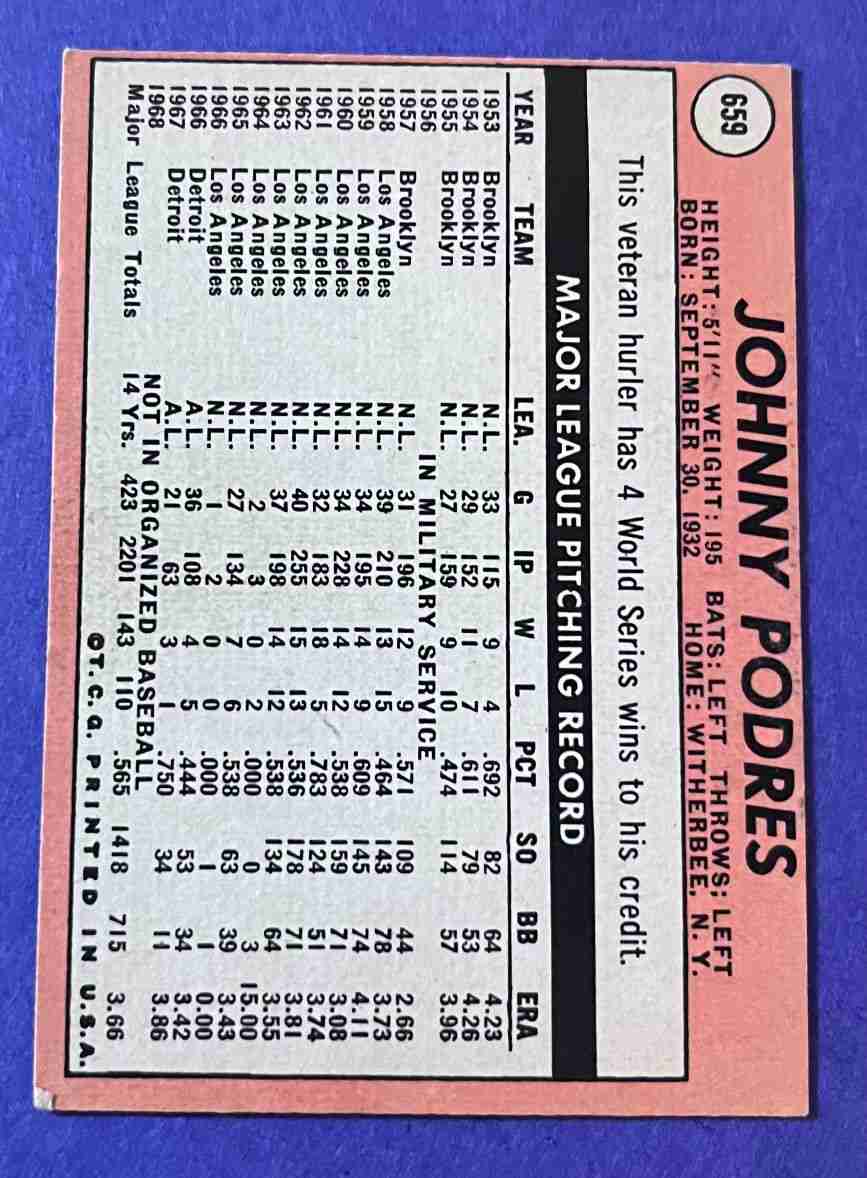 659
JOHNNY PODRES
HEIGHT: 5'11" WEIGHT: 195 BATS: LEFT THROWS: LEFT
BORN: SEPTEMBER 30, 1932 HOME: WITHERBEE, N. Y.
This veteran hurler has 4 World Series wins to his credit.
MAJOR LEAGUE PITCHING RECORD
YEAR TEAM LEA. G IP W L PCT SO BB ERA
1953 Brooklyn N.L. 33 115 9 4 .692 82 64 4.23
1954 Brooklyn N.L. 29 152 11 7 .611 79 53 4.26
1955 Brooklyn N.L. 27 159 9 10 .474 114 57 3.96
1956 IN MILITARY SERVICE
1957 Brooklyn N.L. 31 196 12 9 .571 109 44 2.66
1958 Los Angeles N.L. 39 210 13 15 .464 143 78 3.73
1959 Los Angeles N.L. 34 195 14 9 .609 145 74 4.11
1960 Los Angeles N.L. 34 228 14 12 .538 159 71 3.08
1961 Los Angeles N.L. 32 183 18 5 .783 124 51 3.74
1962 Los Angeles N.L. 40 255 15 13 .536 178 71 3.81
1963 Los Angeles N.L. 37 198 14 12 .538 134 64 3.55
1964 Los Angeles N.L. 2 3 0 2 .000 0 3 15.00
1965 Los Angeles N.L. 27 134 7 6 .538 63 39 3.43
1966 Los Angeles N.L. 1 2 0 0 .000 1 1 0.00
1966 Detroit A.L. 36 108 4 5 .444 53 34 3.42
1967 Detroit A.L. 21 63 3 1 .750 34 11 3.86
1968 NOT IN ORGANIZED BASEBALL
Major League Totals 14 Yrs. 423 2201 143 110 .565 1418 715 3.66
©T.C.G. PRINTED IN U.S.A.